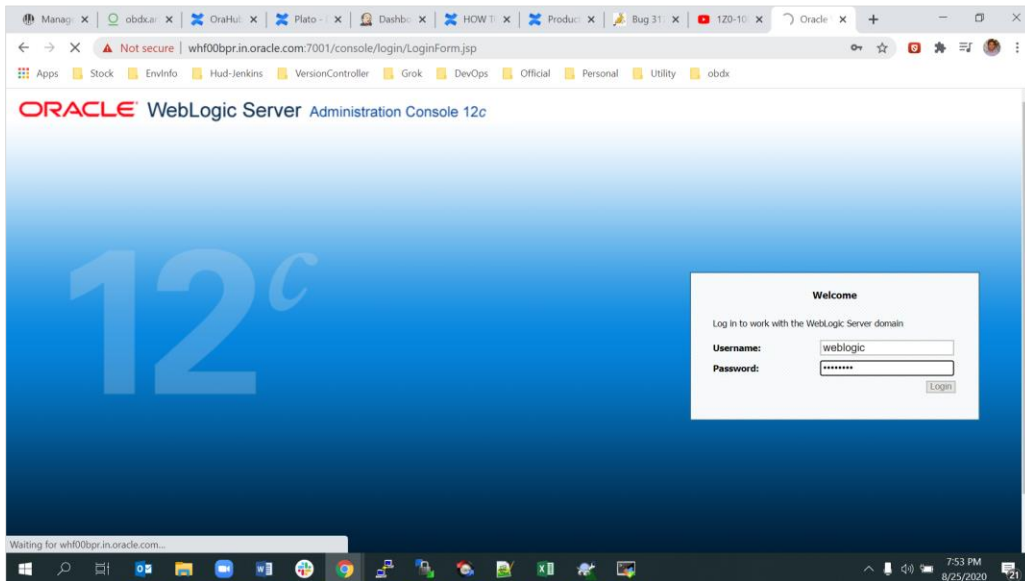 Manag
obdx.ar
OraHub
Plato -
Dashbo
HOW T
Produc
Bug 31
1Z0-10
Oracle
Not secure | whf00bpr.in.oracle.com:7001/console/login/LoginForm.jsp
Apps Stock EnvInfo Hud-Jenkins VersionController Grok DevOps Official Personal Utility obdx
ORACLE WebLogic Server Administration Console 12c
12c
Welcome
Log in to work with the WebLogic Server domain
Username: weblogic
Password: ••••••••
Login
Waiting for whf00bpr.in.oracle.com...
7:53 PM
8/25/2020
21